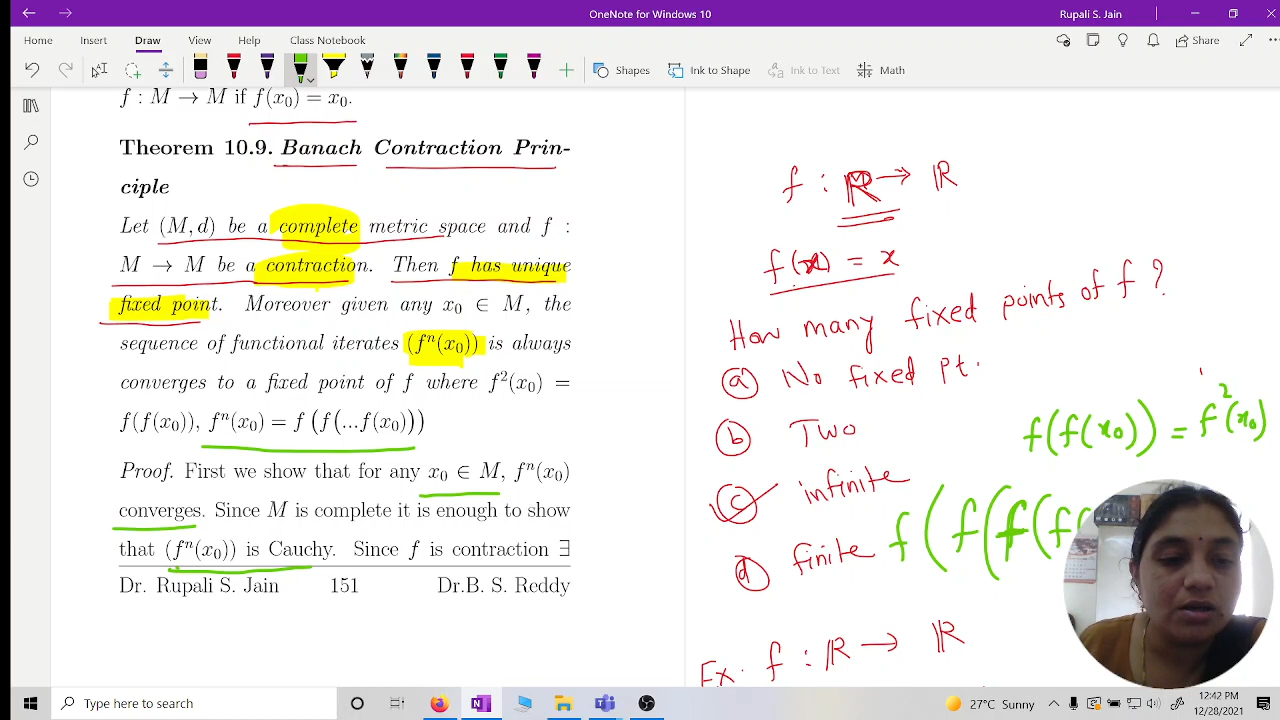 OneNote for Windows 10
Rupali S. Jain
Home Insert Draw View Class Notebook
Share
Shapes Ink to Shape Ink to Text Math
f : M → M if f(x₀) = x₀.
Theorem 10.9. Banach Contraction Prin-
ciple
Let (M, d) be a complete metric space and f :
M → M be a contraction. Then f has unique
fixed point. Moreover given any x₀ ∈ M, the
sequence of functional iterates (fⁿ(x₀)) is always
converges to a fixed point of f where f²(x₀) =
f(f(x₀)), fⁿ(x₀) = f(f(...f(x₀)))
Proof. First we show that for any x₀ ∈ M, fⁿ(x₀)
converges. Since M is complete it is enough to show
that (fⁿ(x₀)) is Cauchy. Since f is contraction ∃
Dr. Rupali S. Jain 151 Dr.B. S. Reddy
f : ℝ → ℝ
f(x) = x
How many fixed points of f ?
(a) No fixed pt.
(b) Two
f(f(x₀)) = f²(x₀)
(c) infinite
(d) finite
f(f(f(f(
Ex. f : ℝ → ℝ
Type here to search
27°C Sunny
12:42 PM
12/28/2021